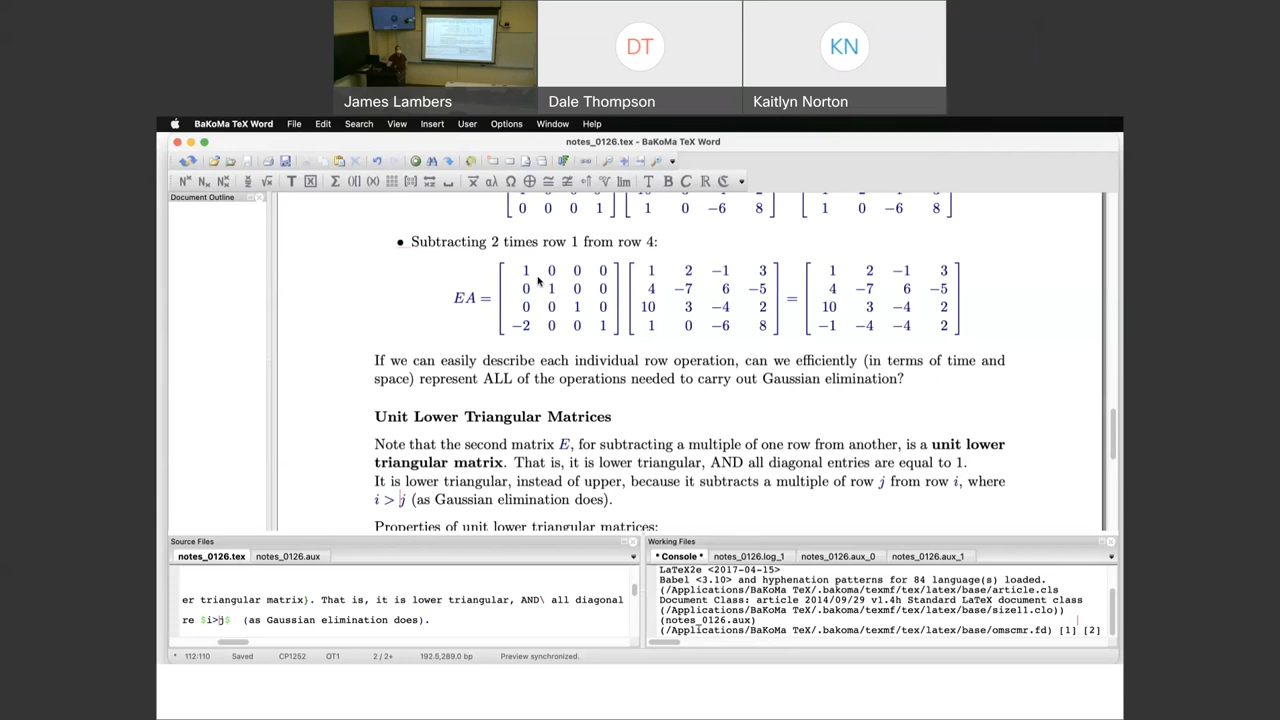 DT
KN
James Lambers
Dale Thompson
Kaitlyn Norton
BaKoMa TeX Word File Edit Search View Insert User Options Window Help
notes_0126.tex - BaKoMa TeX Word
Document Outline
0 0 0 1 1 0 −6 8 1 0 −6 8
• Subtracting 2 times row 1 from row 4:
1 0 0 0 1 2 −1 3 1 2 −1 3
0 1 0 0 4 −7 6 −5 4 −7 6 −5
EA = =
0 0 1 0 10 3 −4 2 10 3 −4 2
−2 0 0 1 1 0 −6 8 −1 −4 −4 2
If we can easily describe each individual row operation, can we efficiently (in terms of time and
space) represent ALL of the operations needed to carry out Gaussian elimination?
Unit Lower Triangular Matrices
Note that the second matrix E, for subtracting a multiple of one row from another, is a unit lower
triangular matrix. That is, it is lower triangular, AND all diagonal entries are equal to 1.
It is lower triangular, instead of upper, because it subtracts a multiple of row j from row i, where
i > j (as Gaussian elimination does).
Properties of unit lower triangular matrices:
Source Files
notes_0126.tex notes_0126.aux
er triangular matrix}. That is, it is lower triangular, AND\ all diagonal
re $i>j$ (as Gaussian elimination does).
Working Files
* Console * notes_0126.log_1 notes_0126.aux_0 notes_0126.aux_1
LaTeX2e <2017-04-15>
Babel <3.10> and hyphenation patterns for 84 language(s) loaded.
(/Applications/BaKoMa TeX/.bakoma/texmf/tex/latex/base/article.cls
Document Class: article 2014/09/29 v1.4h Standard LaTeX document class
(/Applications/BaKoMa TeX/.bakoma/texmf/tex/latex/base/size11.clo))
(notes_0126.aux)
(/Applications/BaKoMa TeX/.bakoma/texmf/tex/latex/base/omscmr.fd) [1] [2]
* 112:110 Saved CP1252 OT1 2 / 2+ 192.5,289.0 bp Preview synchronized.